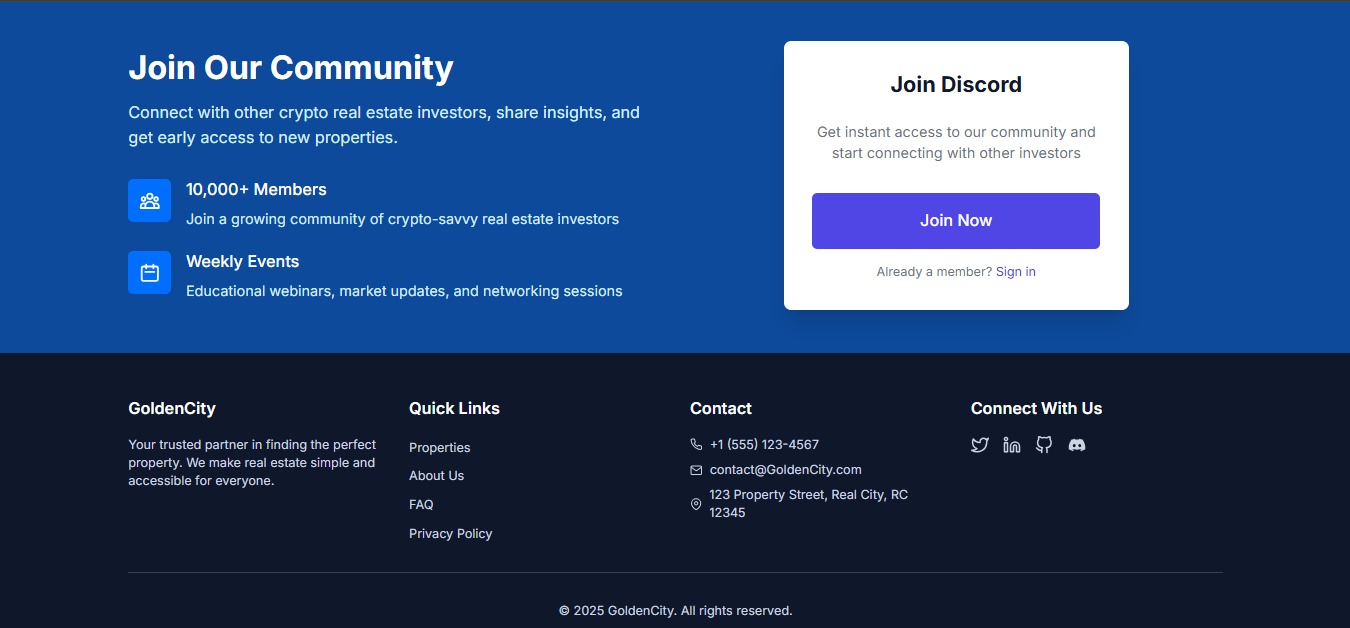 Join Our Community
Connect with other crypto real estate investors, share insights, and
get early access to new properties.
10,000+ Members
Join a growing community of crypto-savvy real estate investors
Weekly Events
Educational webinars, market updates, and networking sessions
Join Discord
Get instant access to our community and
start connecting with other investors
Join Now
Already a member? Sign in
GoldenCity
Your trusted partner in finding the perfect
property. We make real estate simple and
accessible for everyone.
Quick Links
Properties
About Us
FAQ
Privacy Policy
Contact
+1 (555) 123-4567
contact@GoldenCity.com
123 Property Street, Real City, RC
12345
Connect With Us
© 2025 GoldenCity. All rights reserved.